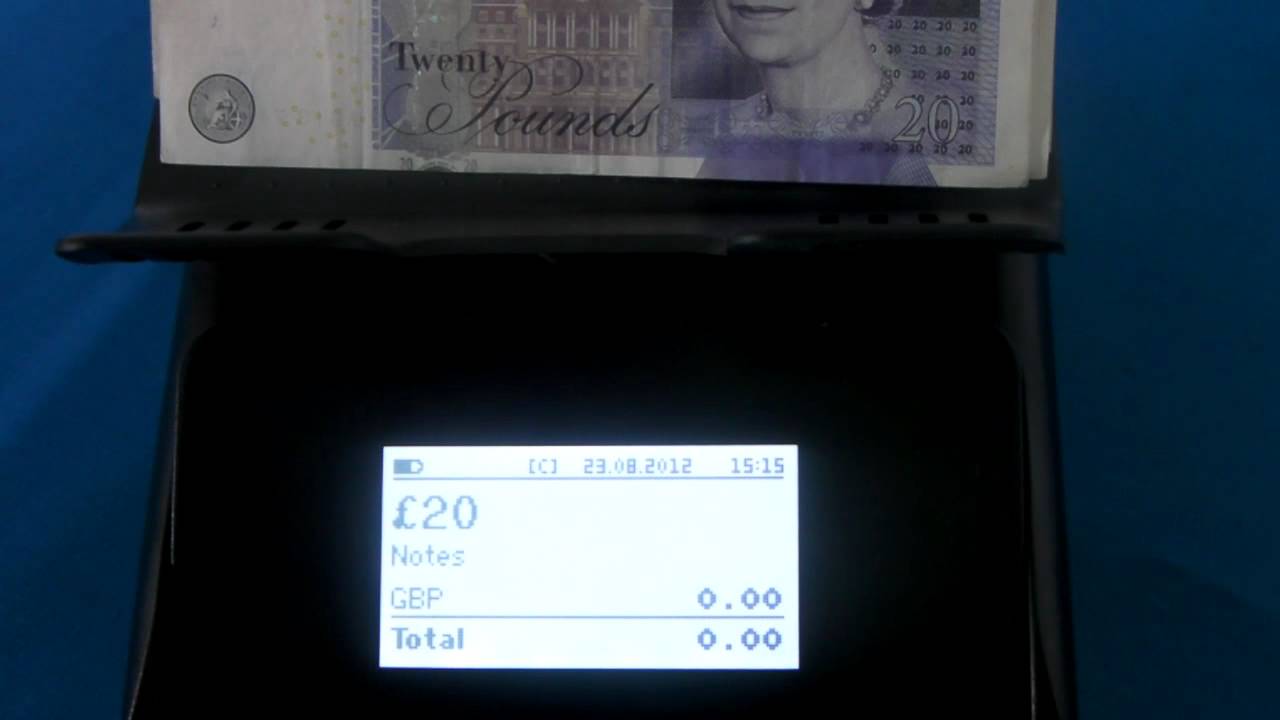 Twenty
Pounds
20
[C] 23.08.2012 15:15
£20
Notes
GBP 0.00
Total 0.00